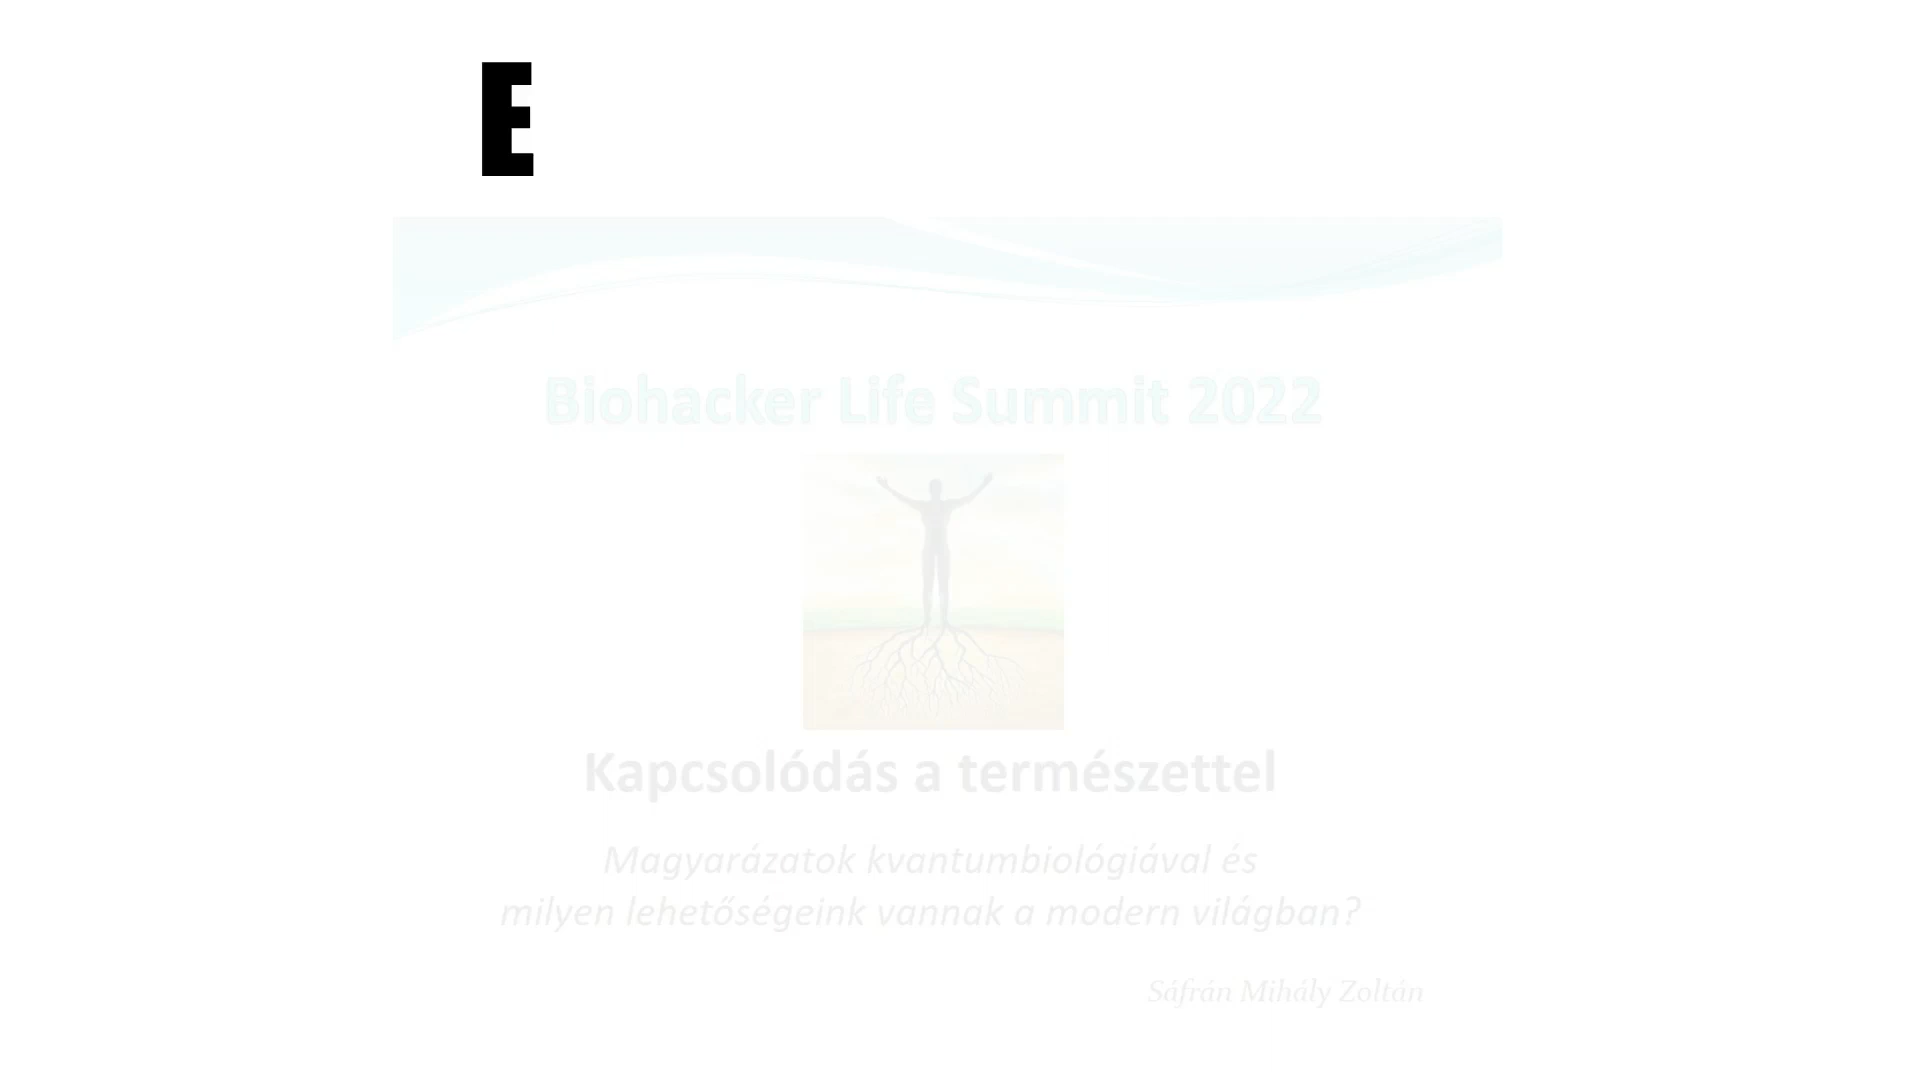 E
Biohacker Life Summit 2022
Kapcsolódás a természettel
Magyarázatok kvantumbiológiával és
milyen lehetőségeink vannak a modern világban?
Sáfrán Mihály Zoltán